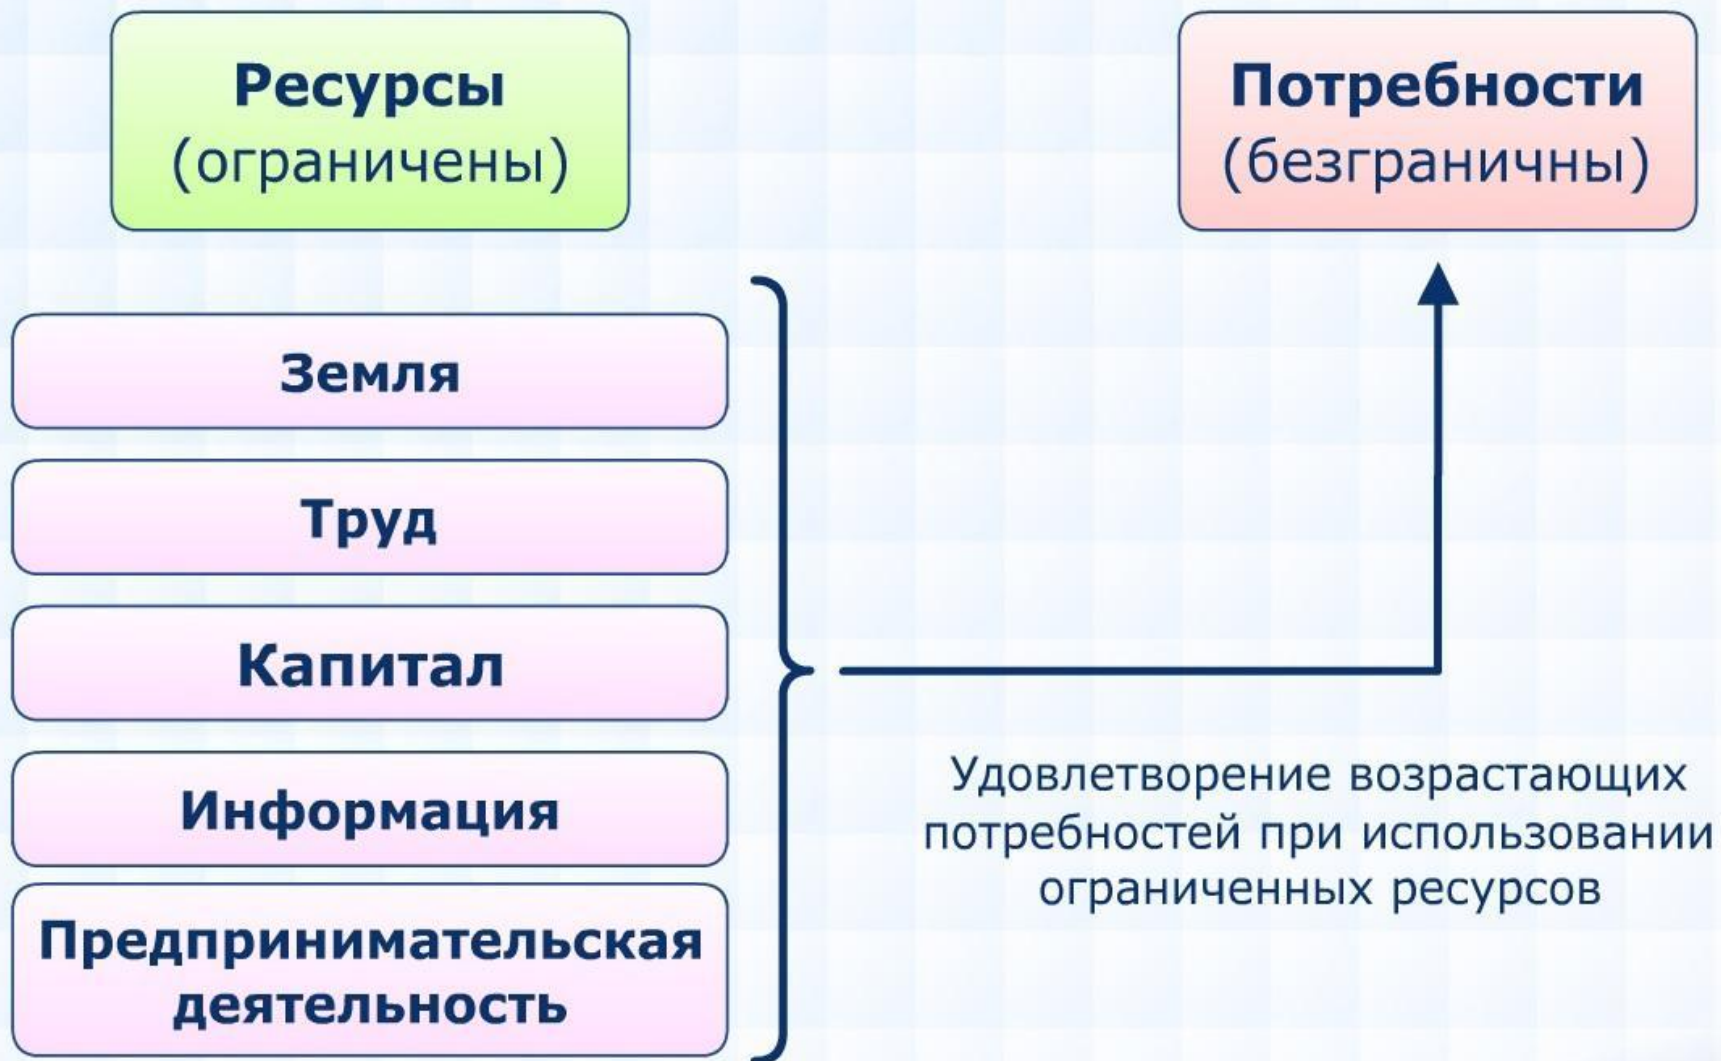 Ресурсы
(ограничены)
Потребности
(безграничны)
Земля
Труд
Капитал
Информация
Предпринимательская
деятельность
Удовлетворение возрастающих
потребностей при использовании
ограниченных ресурсов